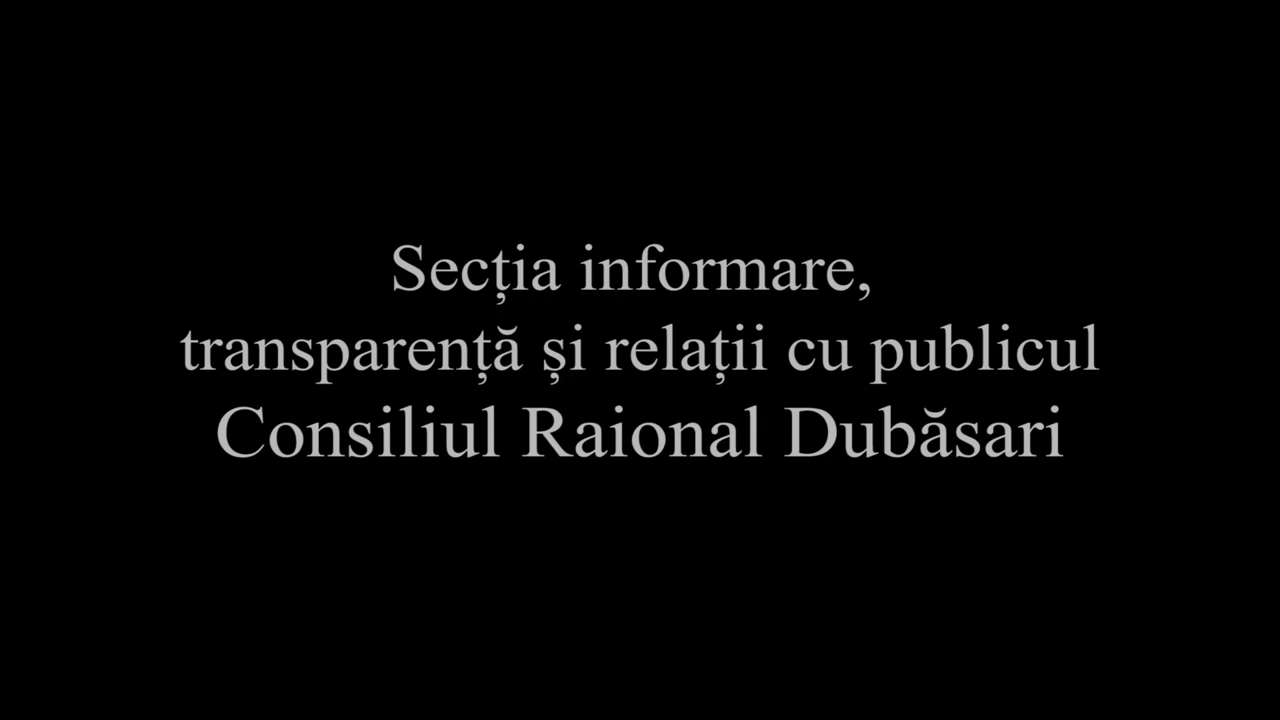 Secția informare,
transparență și relații cu publicul
Consiliul Raional Dubăsari